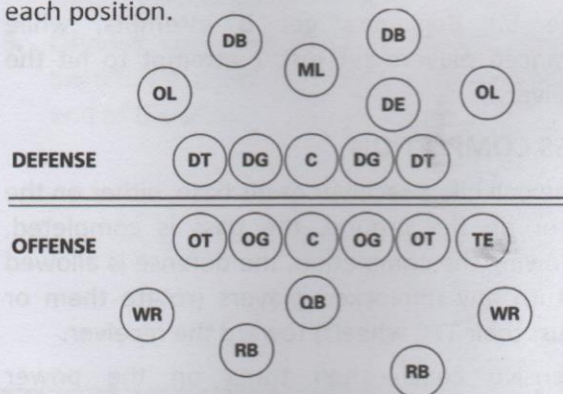 each position.
DB DB
ML
OL DE OL
DEFENSE DT DG C DG DT
OFFENSE OT OG C OG OT TE
WR QB WR
RB
RB